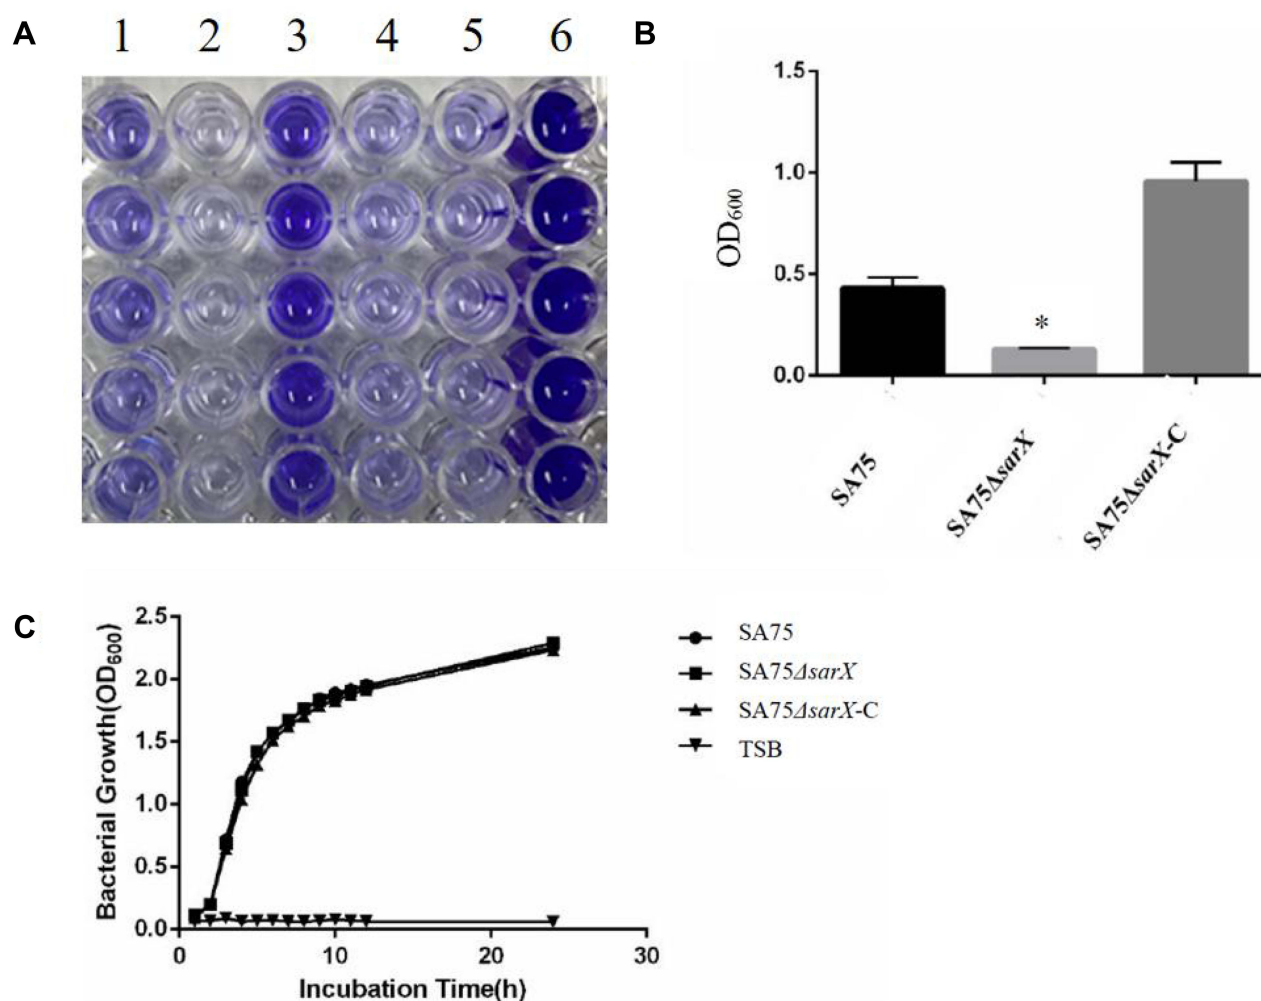 A
1 2 3 4 5 6
B
1.5
1.0
0.5
0.0
OD600
*
SA75
SA75ΔsarX
SA75ΔsarX-C
C
2.5
2.0
1.5
1.0
0.5
0.0
Bacterial Growth(OD600)
0 10 20 30
Incubation Time(h)
SA75
SA75ΔsarX
SA75ΔsarX-C
TSB